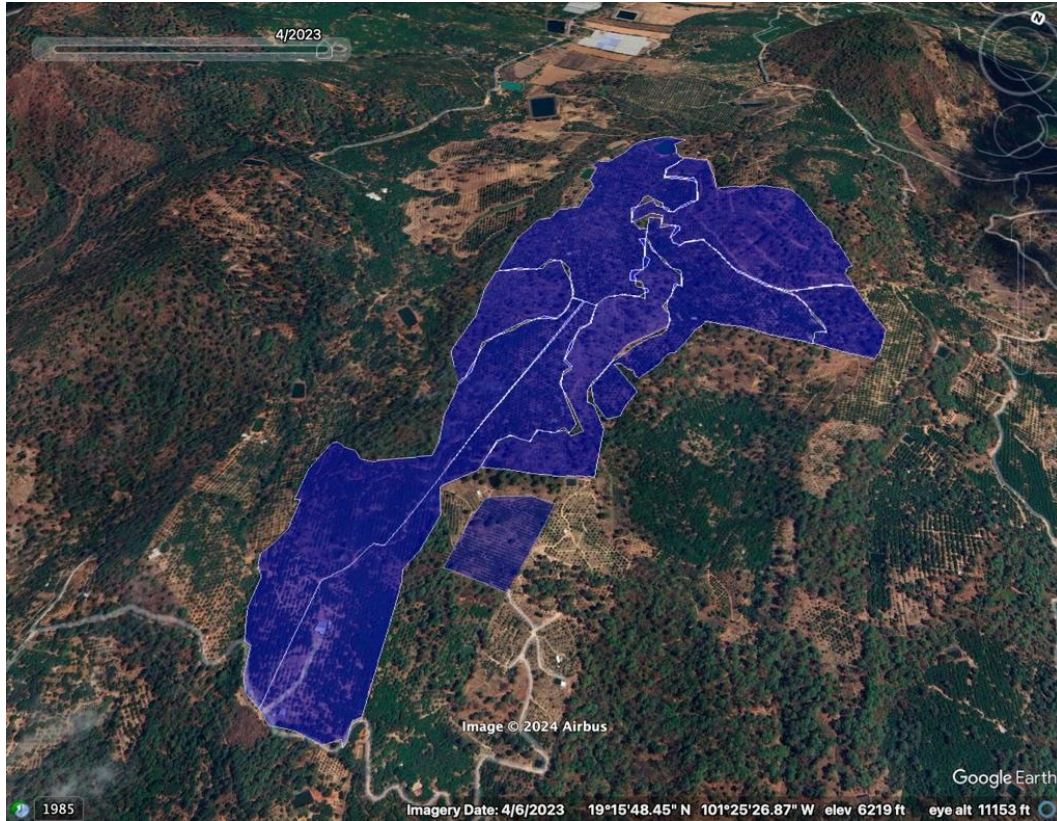 4/2023
N
Image © 2024 Airbus
Google Earth
1985
Imagery Date: 4/6/2023 19°15'48.45" N 101°25'26.87" W elev 6219 ft eye alt 11153 ft